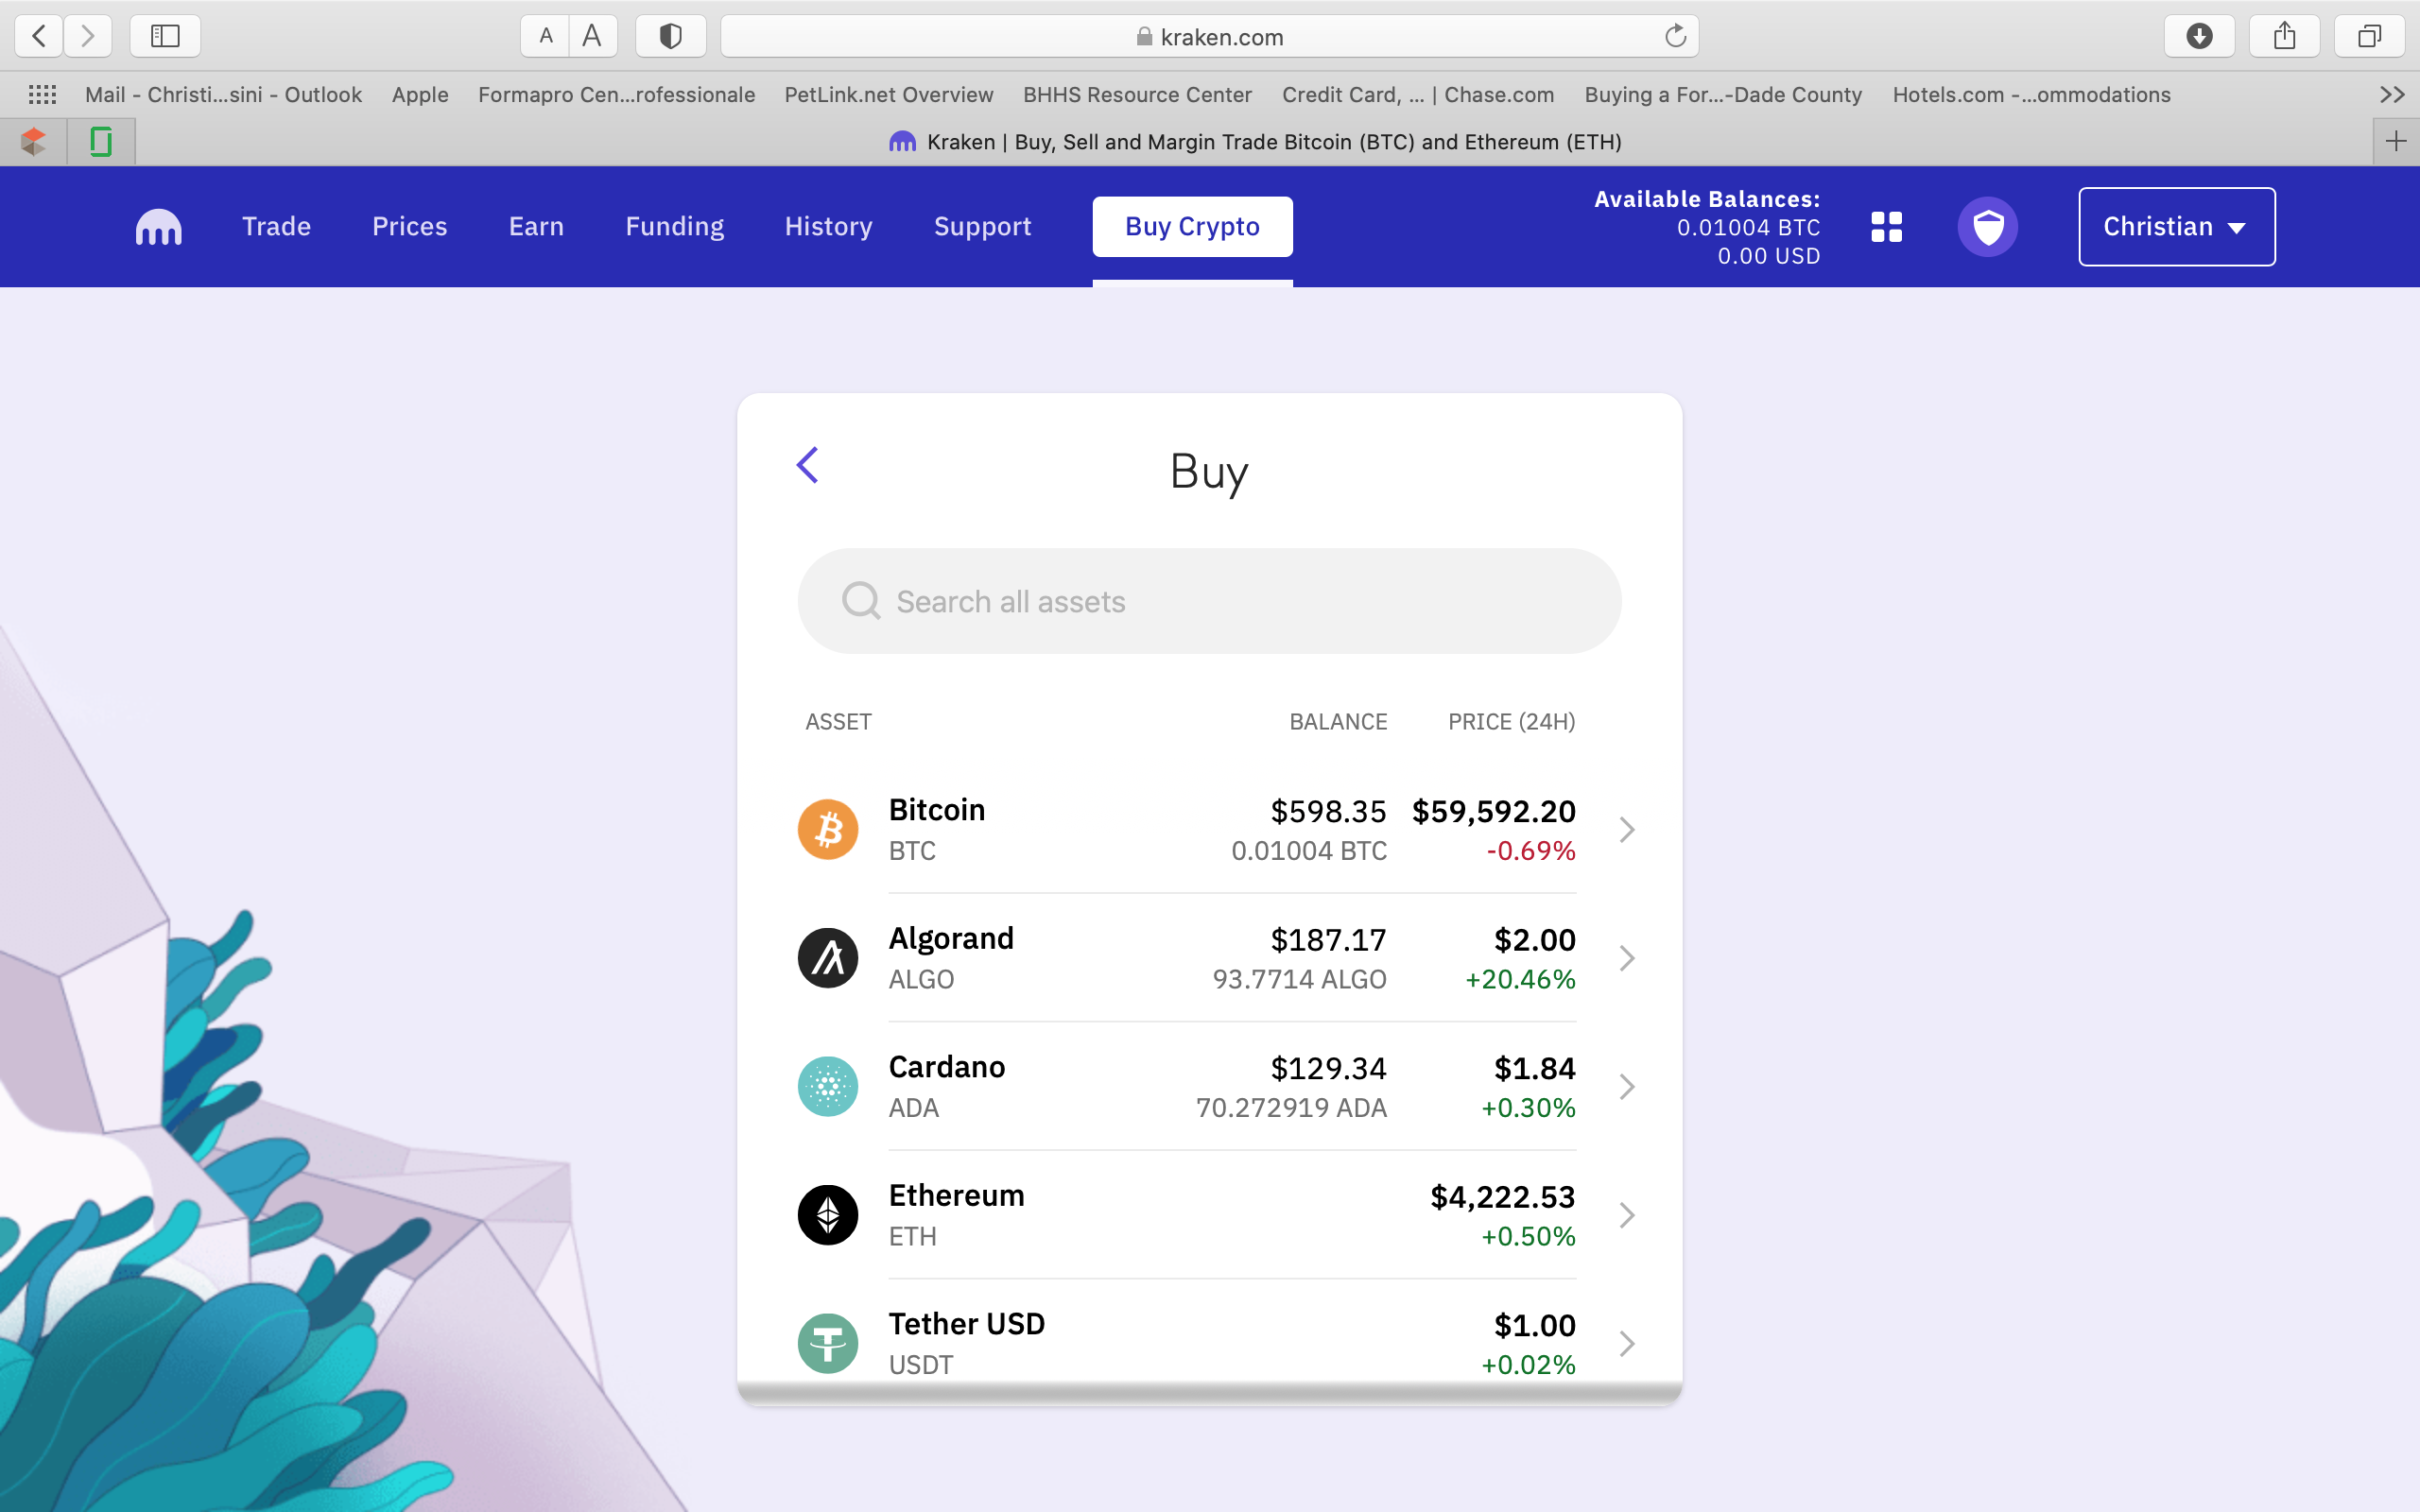 A A
kraken.com
Mail - Christi...sini - Outlook Apple Formapro Cen...rofessionale PetLink.net Overview BHHS Resource Center Credit Card, ... | Chase.com Buying a For...-Dade County Hotels.com -...ommodations
Kraken | Buy, Sell and Margin Trade Bitcoin (BTC) and Ethereum (ETH)
Trade Prices Earn Funding History Support Buy Crypto
Available Balances:
0.01004 BTC
0.00 USD
Christian
Buy
Search all assets
ASSET BALANCE PRICE (24H)
Bitcoin $598.35 $59,592.20
BTC 0.01004 BTC -0.69%
Algorand $187.17 $2.00
ALGO 93.7714 ALGO +20.46%
Cardano $129.34 $1.84
ADA 70.272919 ADA +0.30%
Ethereum $4,222.53
ETH +0.50%
Tether USD $1.00
USDT +0.02%